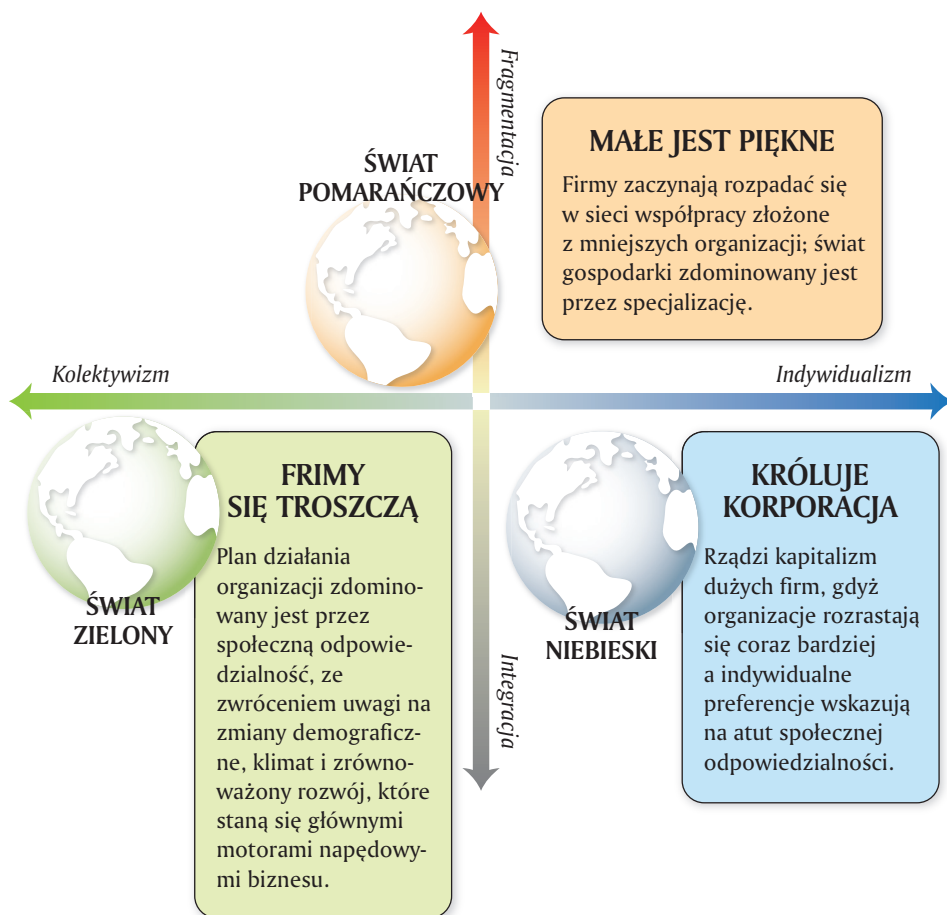 Fragmentacja
ŚWIAT
POMARAŃCZOWY
MAŁE JEST PIĘKNE
Firmy zaczynają rozpadać się
w sieci współpracy złożone
z mniejszych organizacji; świat
gospodarki zdominowany jest
przez specjalizację.
Kolektywizm
Indywidualizm
FRIMY
SIĘ TROSZCZĄ
Plan działania
organizacji zdomino-
wany jest przez
społeczną odpowie-
dzialność, ze
zwróceniem uwagi na
zmiany demograficz-
ne, klimat i zrówno-
ważony rozwój, które
staną się głównymi
motorami napędowy-
mi biznesu.
ŚWIAT
ZIELONY
KRÓLUJE
KORPORACJA
Rządzi kapitalizm
dużych firm, gdyż
organizacje rozrastają
się coraz bardziej
a indywidualne
preferencje wskazują
na atut społecznej
odpowiedzialności.
ŚWIAT
NIEBIESKI
Integracja